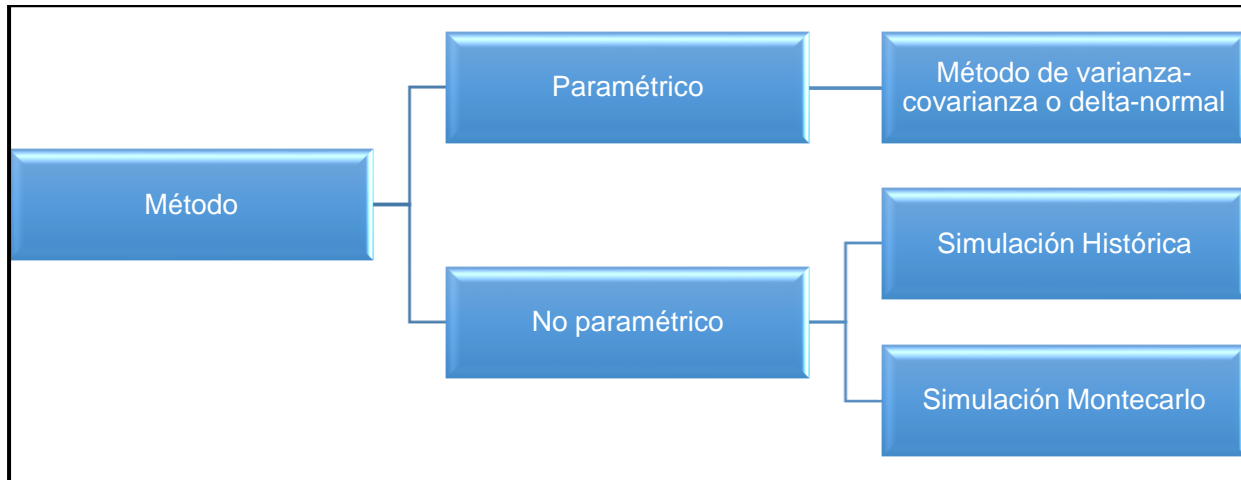 Método
Paramétrico
Método de varianza-
covarianza o delta-normal
No paramétrico
Simulación Histórica
Simulación Montecarlo